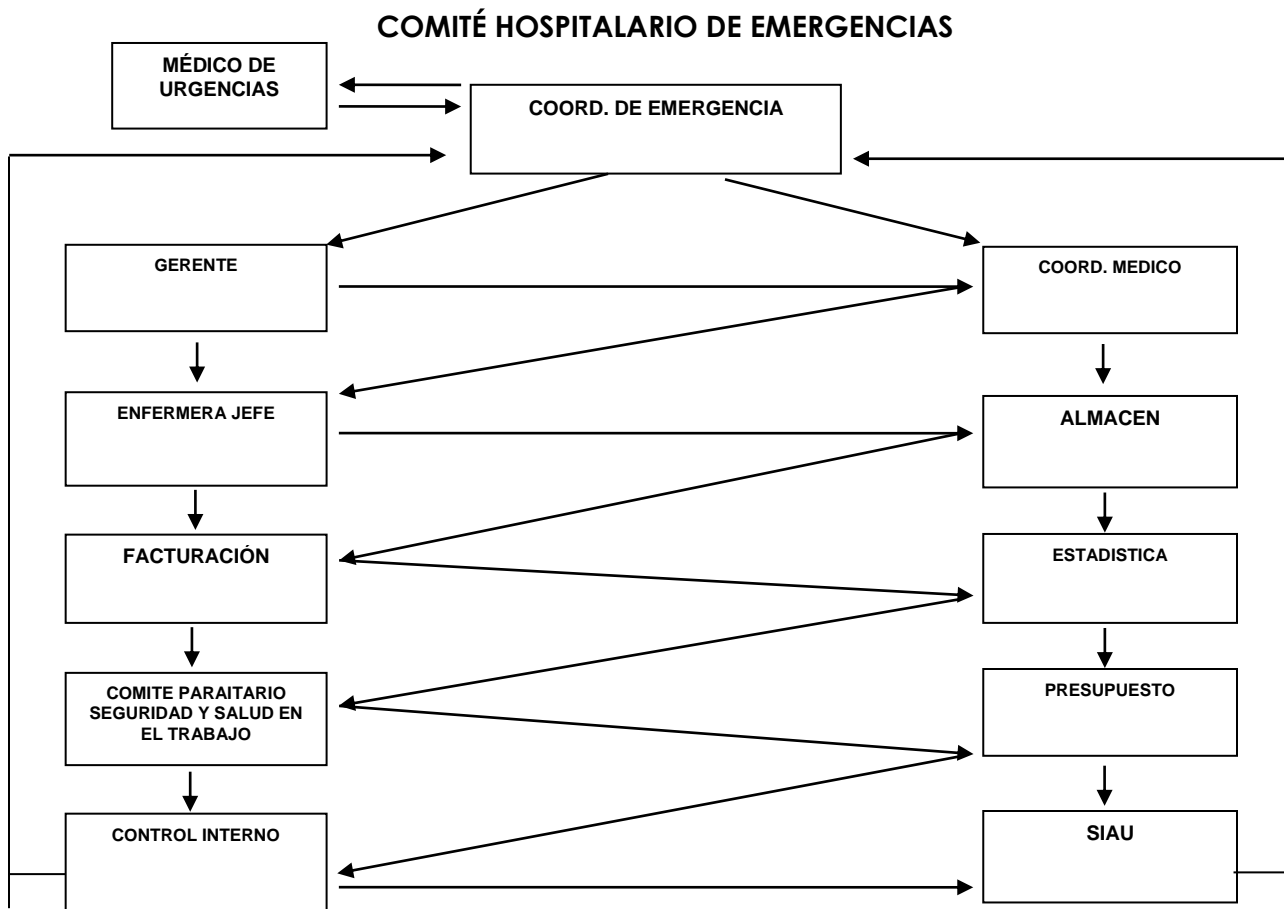 COMITÉ HOSPITALARIO DE EMERGENCIAS
MÉDICO DE
URGENCIAS
COORD. DE EMERGENCIA
GERENTE
COORD. MEDICO
ENFERMERA JEFE
ALMACEN
FACTURACIÓN
ESTADISTICA
COMITE PARAITARIO
SEGURIDAD Y SALUD EN
EL TRABAJO
PRESUPUESTO
CONTROL INTERNO
SIAU